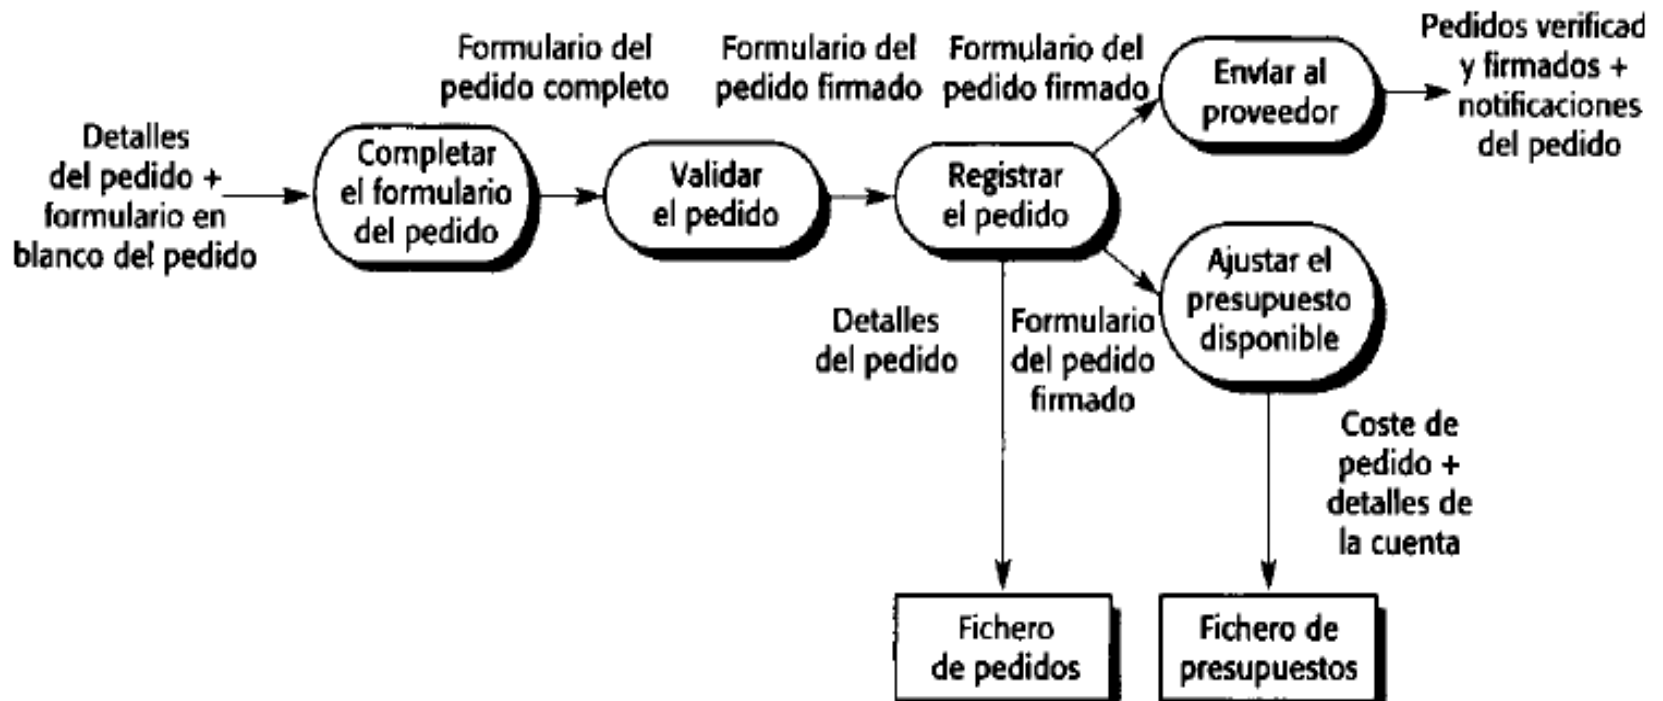 Detalles
del pedido +
formulario en
blanco del pedido
Completar
el formulario
del pedido
Formulario del
pedido completo
Validar
el pedido
Formulario del
pedido firmado
Registrar
el pedido
Formulario del
pedido firmado
Envíar al
proveedor
Pedidos verificad
y firmados +
notificaciones
del pedido
Detalles
del pedido
Formulario
del pedido
firmado
Ajustar el
presupuesto
disponible
Coste de
pedido +
detalles de
la cuenta
Fichero
de pedidos
Fichero de
presupuestos